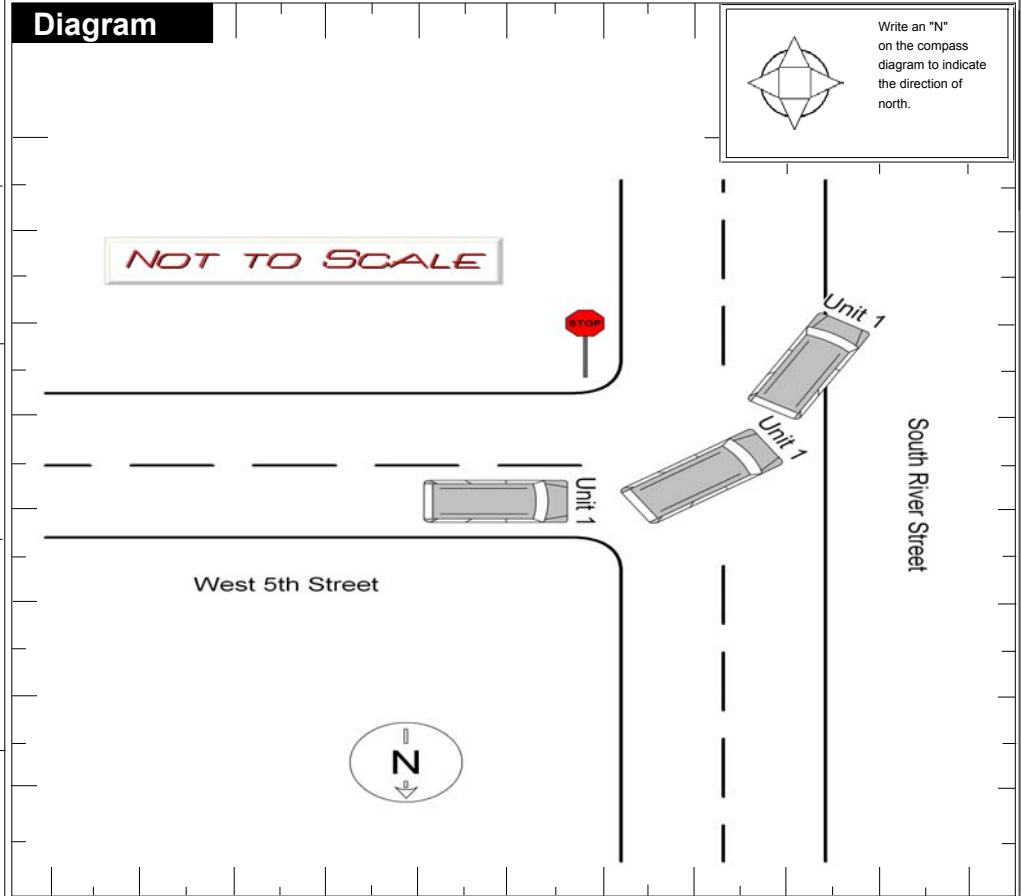 Diagram
Write an "N"
on the compass
diagram to indicate
the direction of
north.
NOT TO SCALE
STOP
Unit 1
Unit 1
Unit 1
South River Street
West 5th Street
N